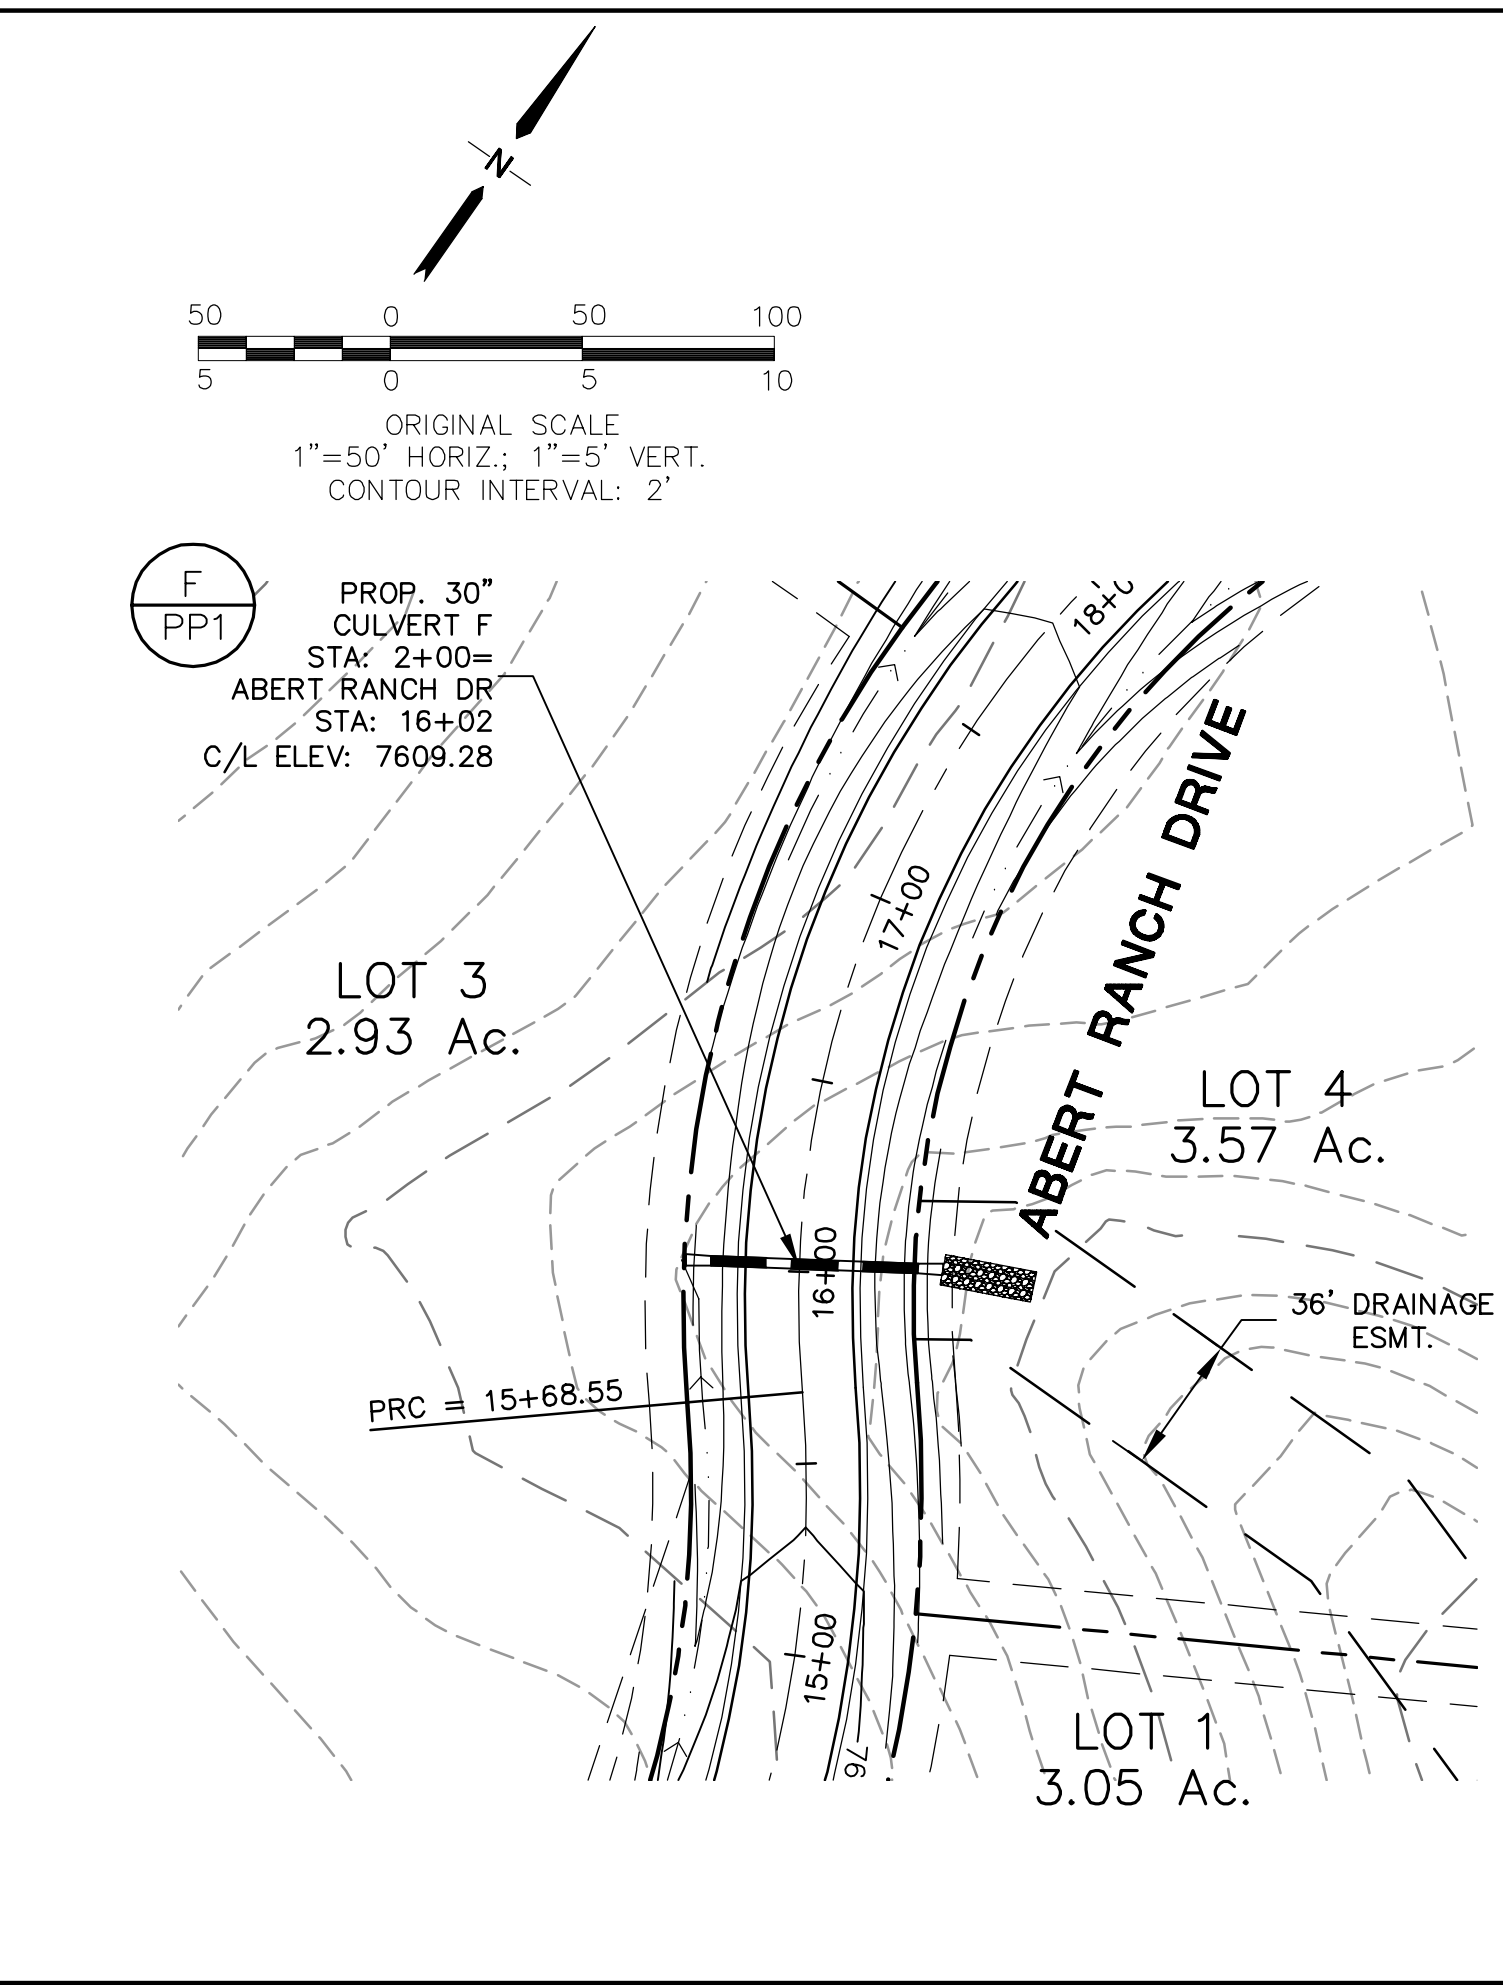 N
50 0 50 100
5 0 5 10
ORIGINAL SCALE
1"=50' HORIZ.; 1"=5' VERT.
CONTOUR INTERVAL: 2'
F
PP1
PROP. 30"
CULVERT F
STA: 2+00=
ABERT RANCH DR
STA: 16+02
C/L ELEV: 7609.28
18+0
17+00
ABERT RANCH DRIVE
LOT 3
2.93 Ac.
LOT 4
3.57 Ac.
16+00
36' DRAINAGE
ESMT.
PRC = 15+68.55
15+00
76
LOT 1
3.05 Ac.